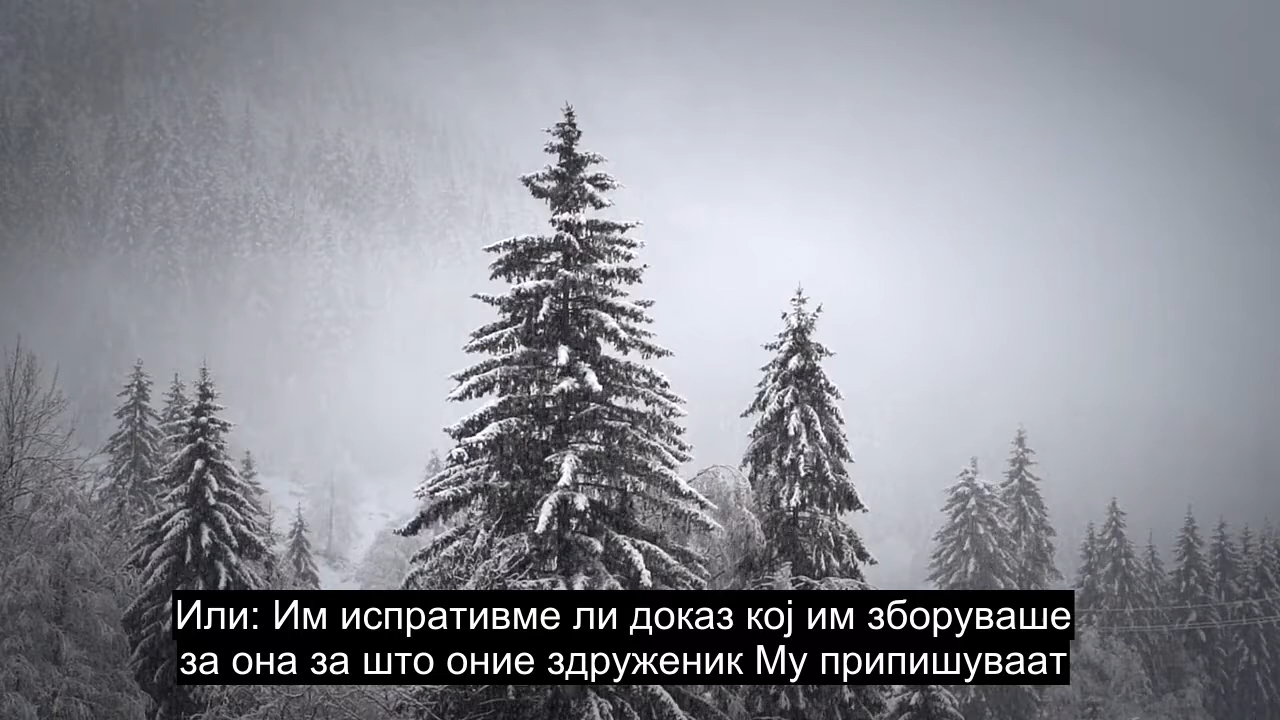 Или: Им испративме ли доказ кој им зборуваше
за она за што оние здруженик Му припишуваат